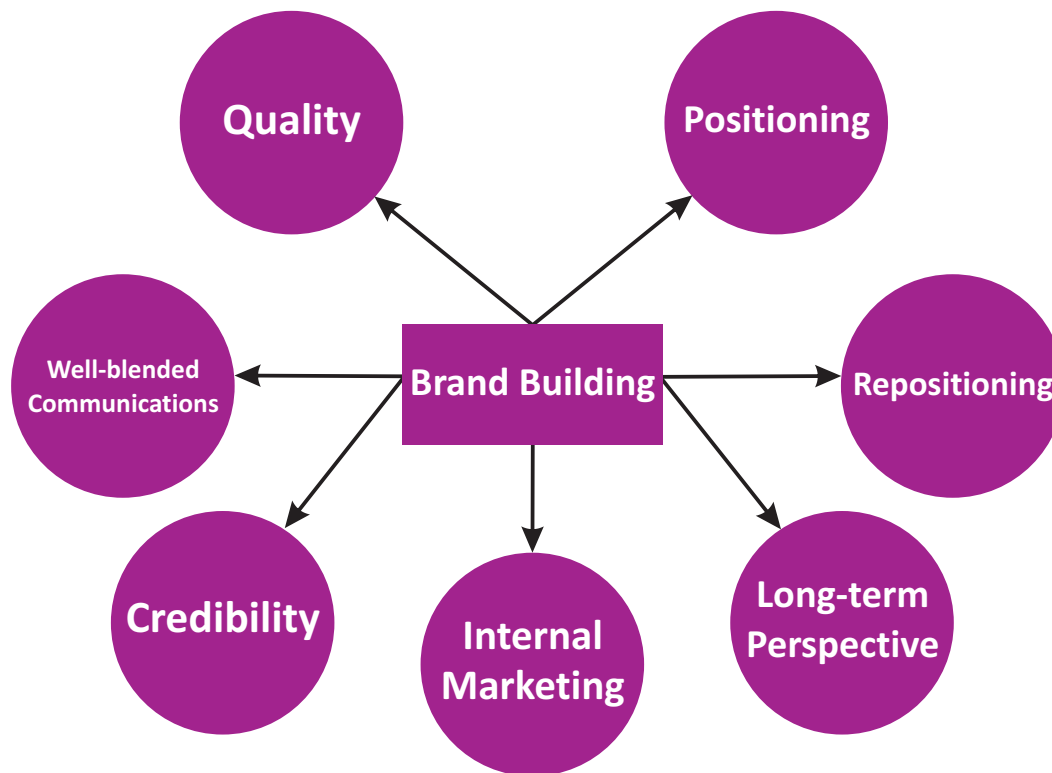 Quality
Positioning
Well-blended
Communications
Brand Building
Repositioning
Credibility
Internal
Marketing
Long-term
Perspective